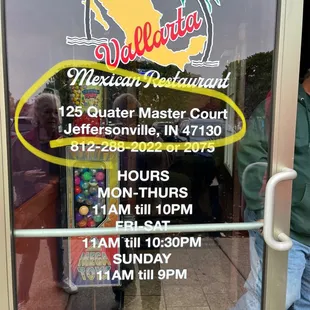 Vallarta
Mexican Restaurant
125 Quater Master Court
Jeffersonville, IN 47130
812-288-2022 or 2075
HOURS
MON-THURS
11AM till 10PM
FRI-SAT
11AM till 10:30PM
SUNDAY
11AM till 9PM